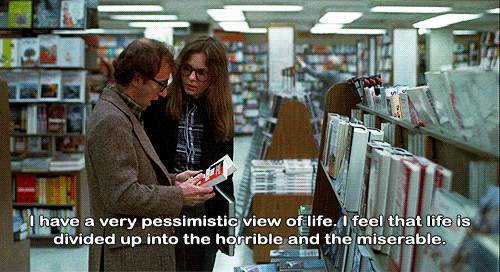 I have a very pessimistic view of life. I feel that life is
divided up into the horrible and the miserable.